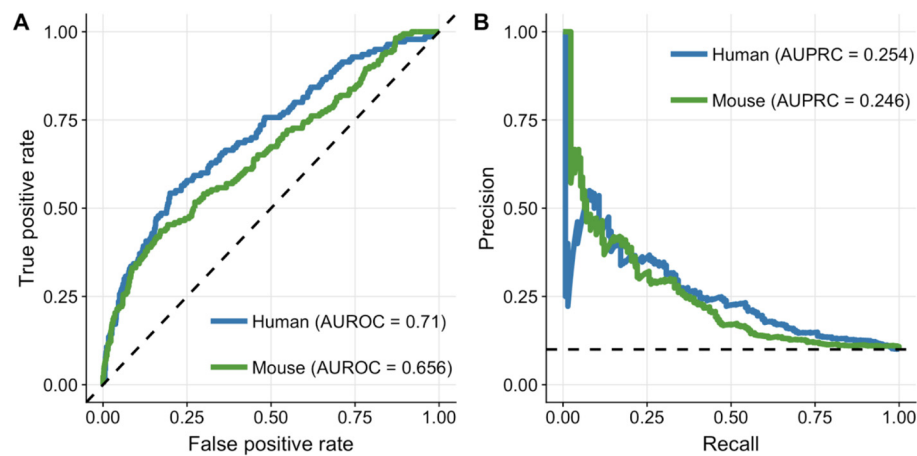 A
1.00
0.75
0.50
0.25
0.00
True positive rate
Human (AUROC = 0.71)
Mouse (AUROC = 0.656)
0.00 0.25 0.50 0.75 1.00
False positive rate
B
1.00
0.75
0.50
0.25
0.00
Precision
Human (AUPRC = 0.254)
Mouse (AUPRC = 0.246)
0.00 0.25 0.50 0.75 1.00
Recall